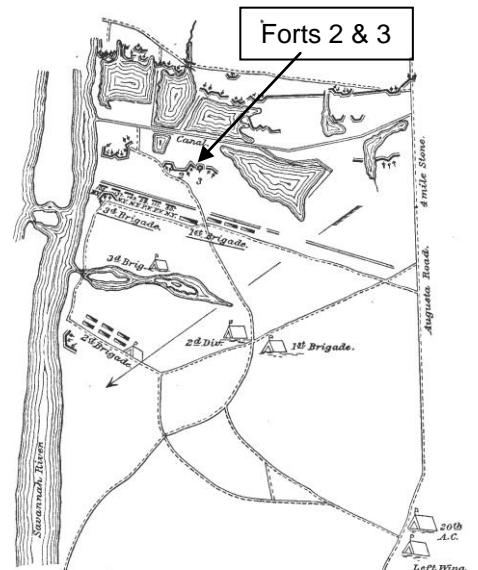 Forts 2 & 3
Canal.
2 3
4 mile Stone.
3d Brigade.
1st Brigade.
3d Brig.
Augusta Road.
2d Brigade.
2d Div.
1st Brigade.
Savannah River
20th
A.C.
Left Wing